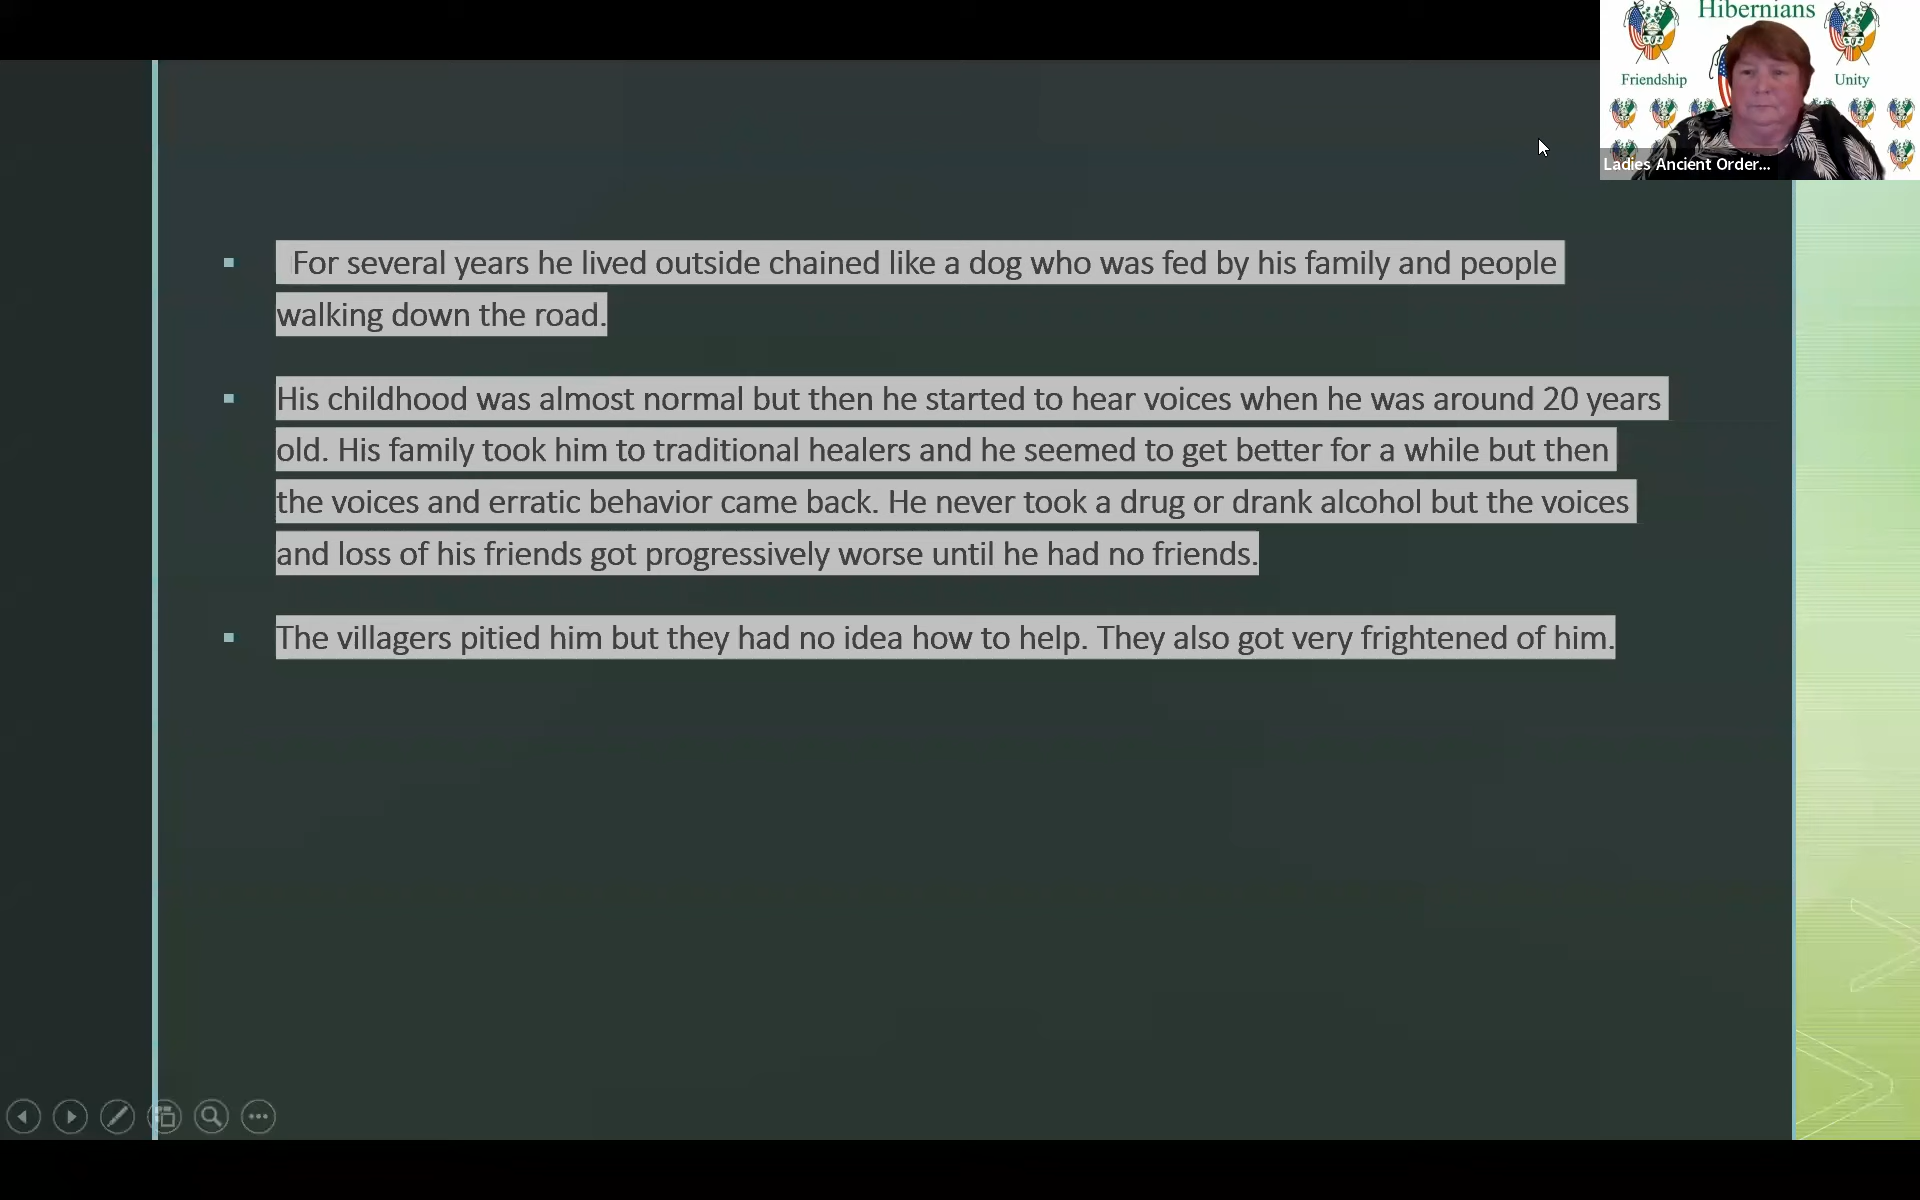 Hibernians
Friendship
Unity
Ladies Ancient Order...
For several years he lived outside chained like a dog who was fed by his family and people
walking down the road.
His childhood was almost normal but then he started to hear voices when he was around 20 years
old. His family took him to traditional healers and he seemed to get better for a while but then
the voices and erratic behavior came back. He never took a drug or drank alcohol but the voices
and loss of his friends got progressively worse until he had no friends.
The villagers pitied him but they had no idea how to help. They also got very frightened of him.